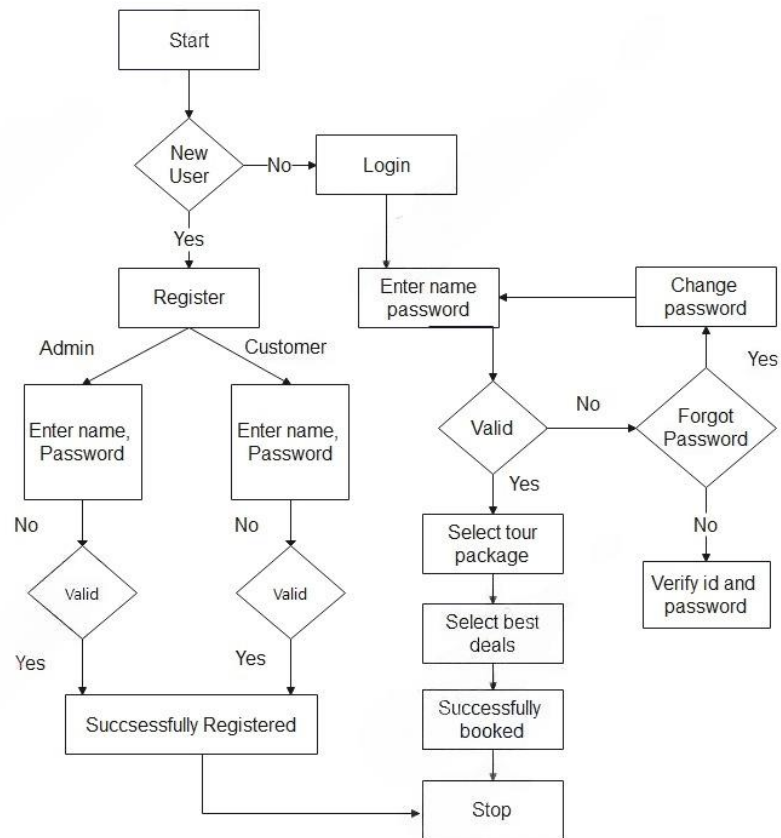 Start
New
User
No
Login
Yes
Register
Enter name
password
Change
password
Admin
Customer
Yes
Enter name,
Password
Enter name,
Password
Valid
No
Forgot
Password
Yes
No
No
No
Select tour
package
Valid
Valid
Verify id and
password
Select best
deals
Yes
Yes
Succsessfully Registered
Successfully
booked
Stop